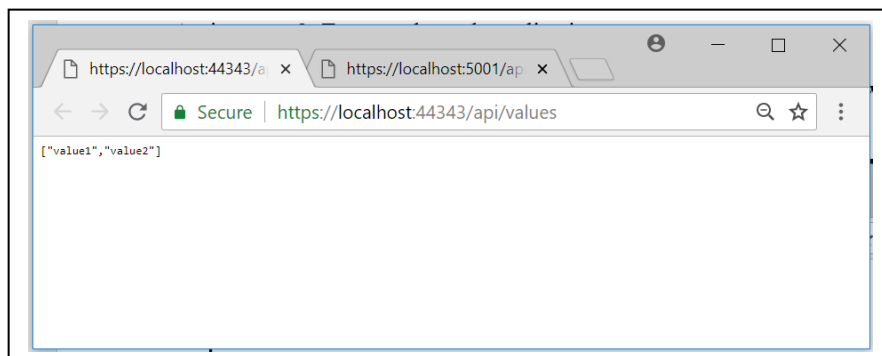 https://localhost:44343/a
https://localhost:5001/ap
Secure https://localhost:44343/api/values
["value1","value2"]